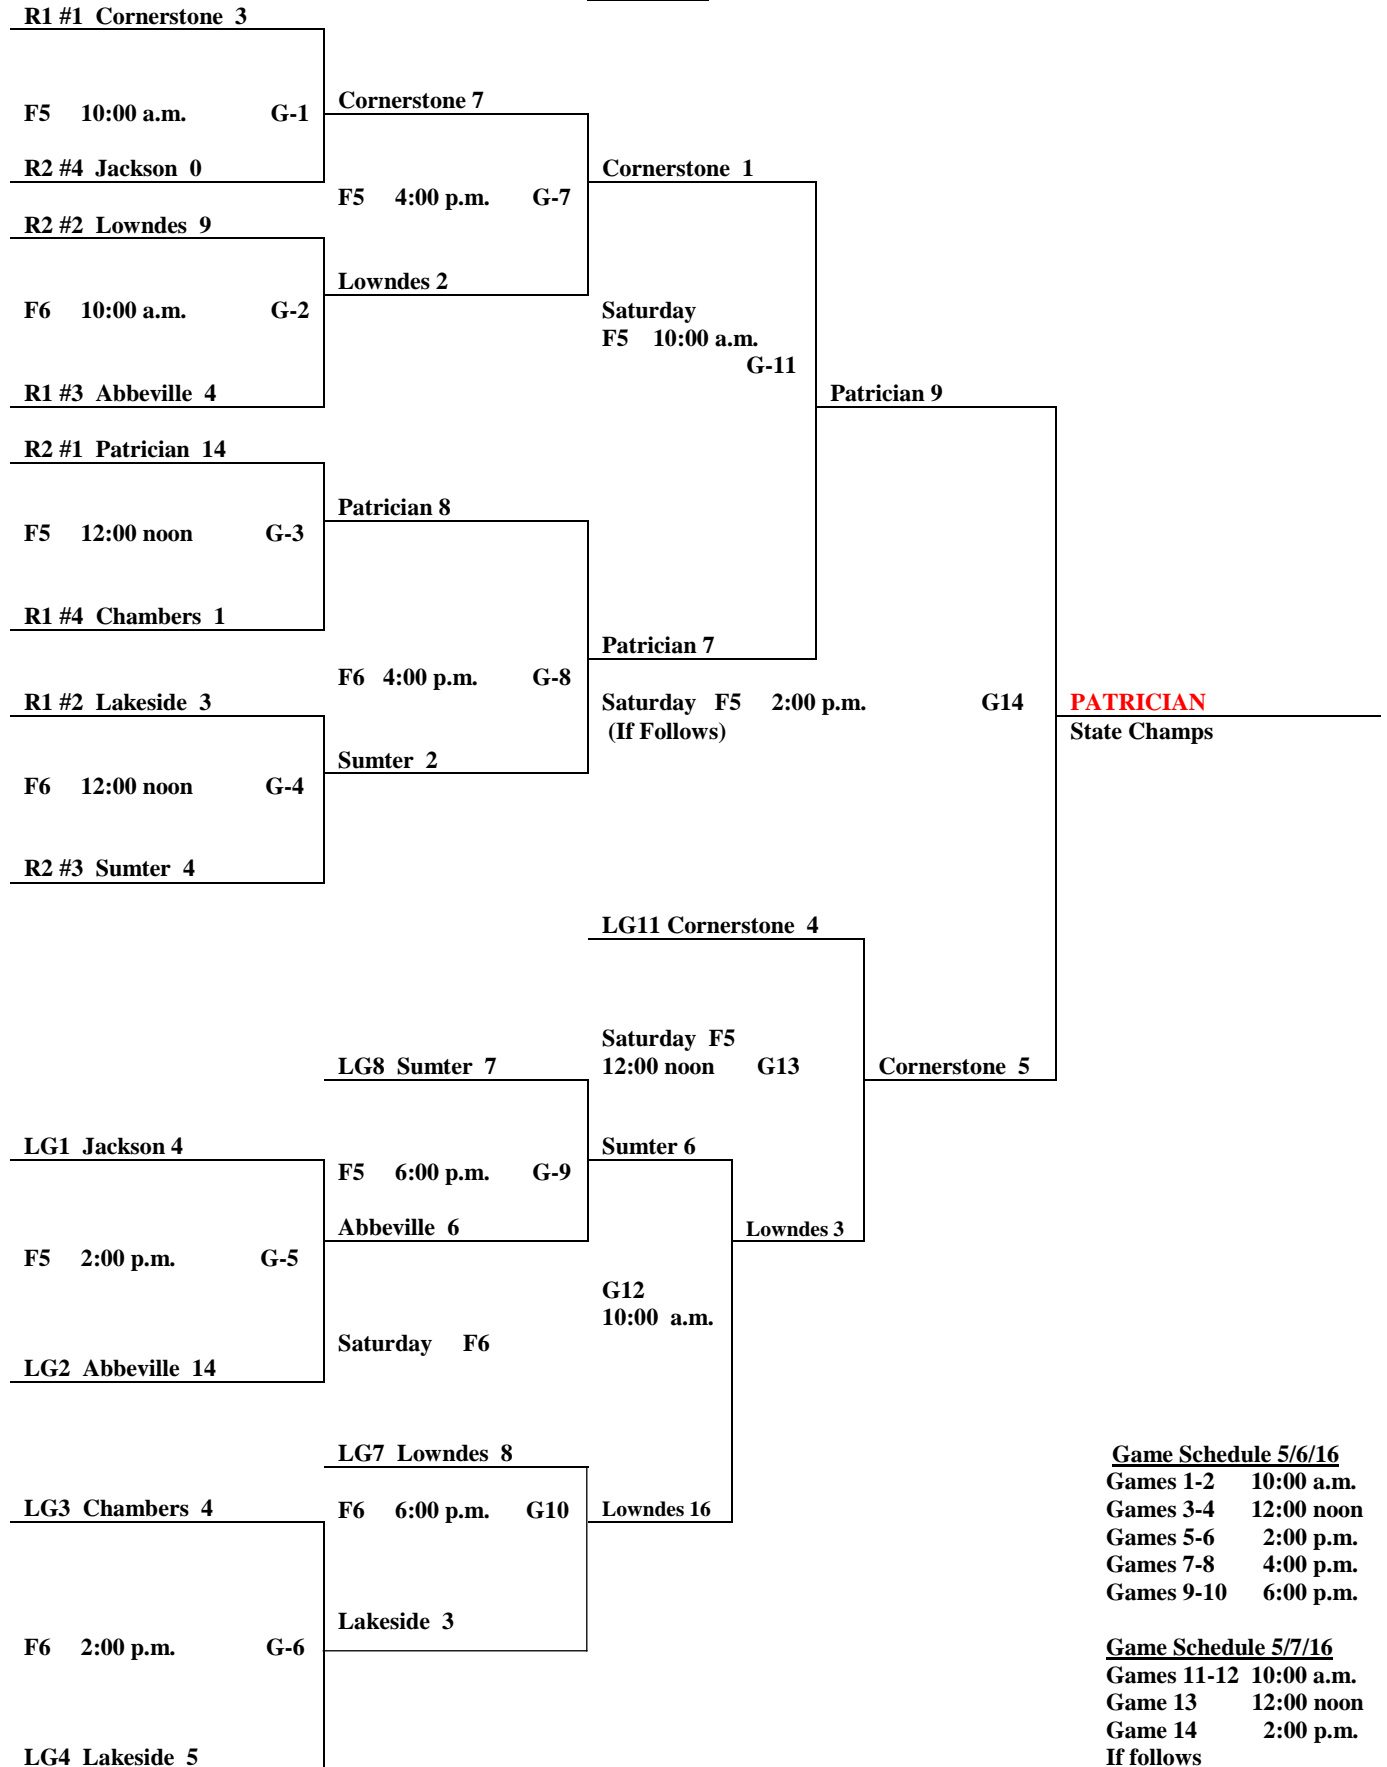 R1 #1 Cornerstone 3
F5 10:00 a.m. G-1
R2 #4 Jackson 0
R2 #2 Lowndes 9
F6 10:00 a.m. G-2
R1 #3 Abbeville 4
R2 #1 Patrician 14
F5 12:00 noon G-3
R1 #4 Chambers 1
R1 #2 Lakeside 3
F6 12:00 noon G-4
R2 #3 Sumter 4
Cornerstone 7
F5 4:00 p.m. G-7
Lowndes 2
Patrician 8
F6 4:00 p.m. G-8
Sumter 2
Cornerstone 1
Saturday
F5 10:00 a.m.
G-11
Patrician 7
Patrician 9
Saturday F5 2:00 p.m. G14
(If Follows)
PATRICIAN
State Champs
LG11 Cornerstone 4
Saturday F5
12:00 noon G13
Cornerstone 5
LG8 Sumter 7
F5 6:00 p.m. G-9
Abbeville 6
LG1 Jackson 4
F5 2:00 p.m. G-5
LG2 Abbeville 14
Sumter 6
Lowndes 3
G12
10:00 a.m.
Saturday F6
LG7 Lowndes 8
F6 6:00 p.m. G10
Lowndes 16
Lakeside 3
LG3 Chambers 4
F6 2:00 p.m. G-6
LG4 Lakeside 5
Game Schedule 5/6/16
Games 1-2 10:00 a.m.
Games 3-4 12:00 noon
Games 5-6 2:00 p.m.
Games 7-8 4:00 p.m.
Games 9-10 6:00 p.m.
Game Schedule 5/7/16
Games 11-12 10:00 a.m.
Game 13 12:00 noon
Game 14 2:00 p.m.
If follows